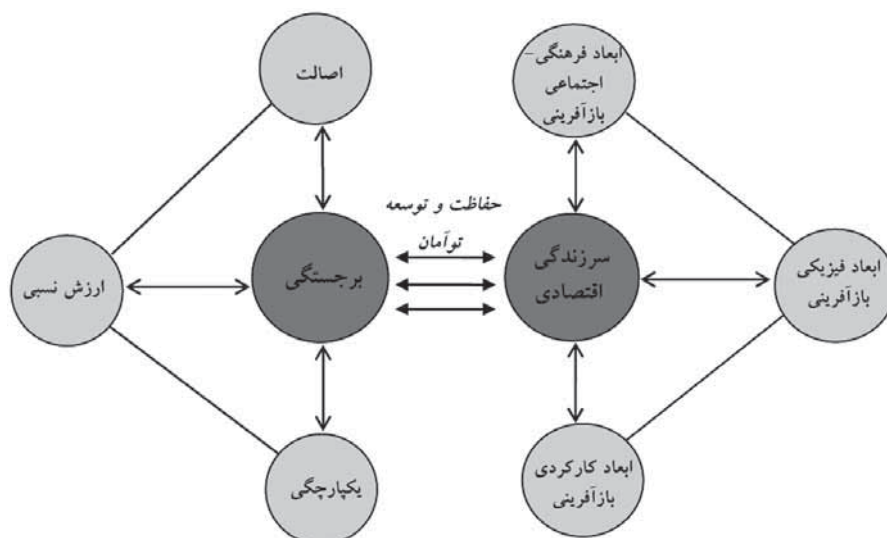 ابعاد فرهنگی-
اجتماعی
بازآفرینی
اصالت
حفاظت و توسعه
توآمان
سرزندگی
اقتصادی
برجستگی
ابعاد فیزیکی
بازآفرینی
ارزش نسبی
ابعاد کارکردی
بازآفرینی
یکپارچگی